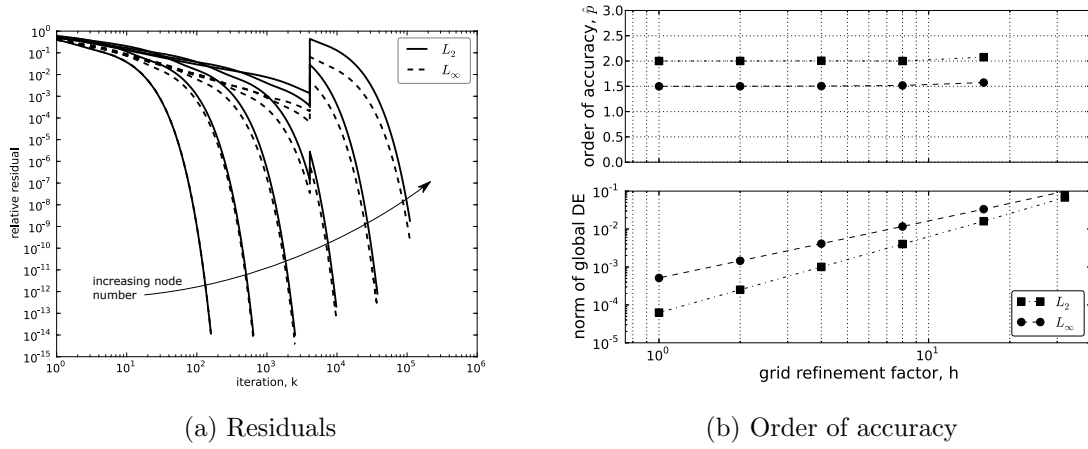 10^0
10^-1
10^-2
10^-3
10^-4
10^-5
10^-6
10^-7
10^-8
10^-9
10^-10
10^-11
10^-12
10^-13
10^-14
10^-15
relative residual
L_2
L_∞
increasing node
number
10^0 10^1 10^2 10^3 10^4 10^5 10^6
iteration, k
(a) Residuals
order of accuracy, p̂
3.0
2.5
2.0
1.5
1.0
0.5
0.0
norm of global DE
10^-1
10^-2
10^-3
10^-4
10^-5
L_2
L_∞
10^0 10^1
grid refinement factor, h
(b) Order of accuracy